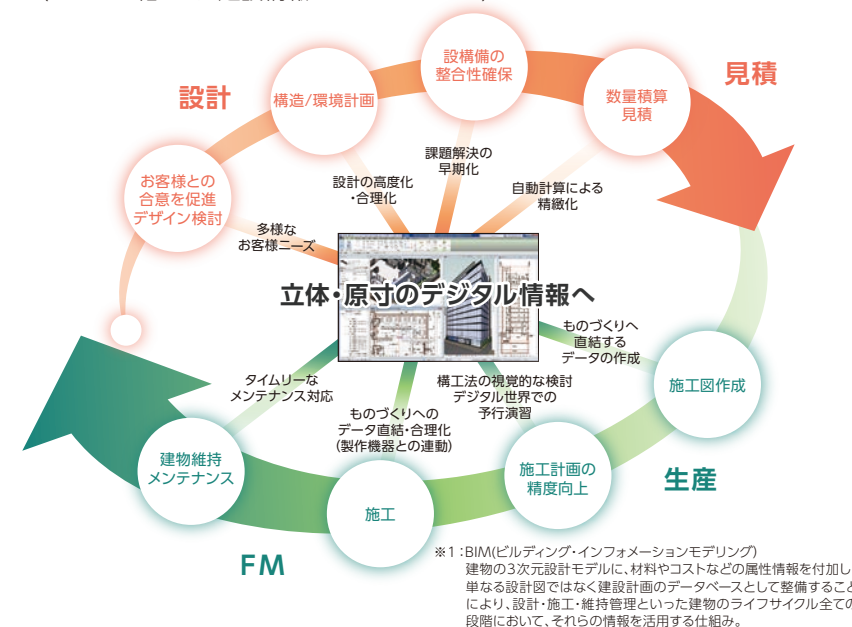 設計
見積
構造/環境計画
設構備の
整合性確保
数量積算
見積
お客様との
合意を促進
デザイン検討
多様な
お客様ニーズ
設計の高度化
・合理化
課題解決の
早期化
自動計算による
精緻化
立体・原寸のデジタル情報へ
ものづくりへ
直結する
データの作成
施工図作成
タイムリーな
メンテナンス対応
ものづくりへの
データ直結・合理化
(製作機器との連動)
構工法の視覚的な検討
デジタル世界での
予行演習
建物維持
メンテナンス
施工
施工計画の
精度向上
生産
FM
※1：BIM(ビルディング・インフォメーションモデリング)
建物の3次元設計モデルに、材料やコストなどの属性情報を付加し
単なる設計図ではなく建設計画のデータベースとして整備すること
により、設計・施工・維持管理といった建物のライフサイクル全ての
段階において、それらの情報を活用する仕組み。